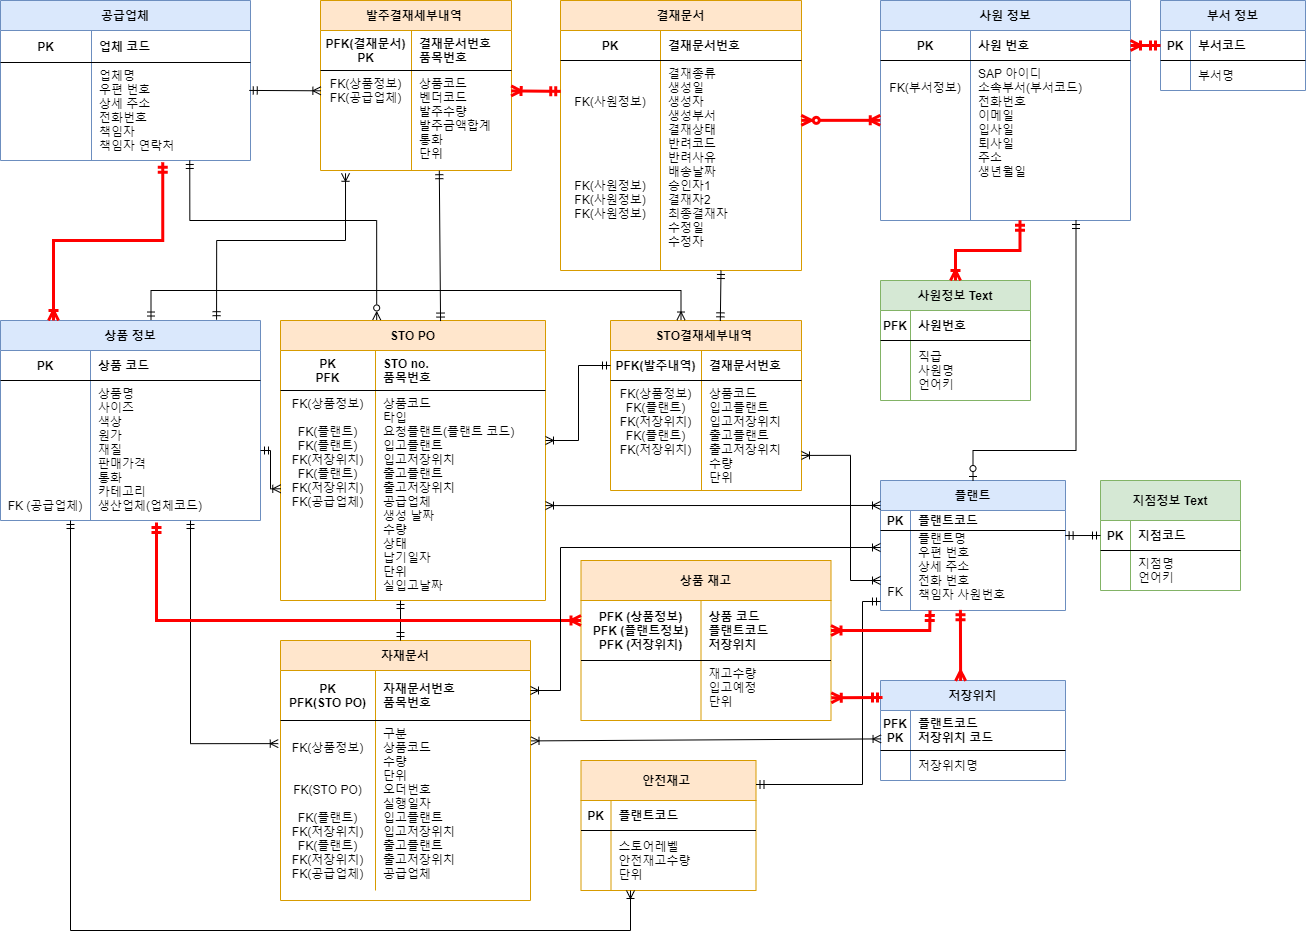 공급업체
PK 업체 코드
업체명
우편 번호
상세 주소
전화번호
책임자
책임자 연락처
발주결재세부내역
PFK(결재문서) 결재문서번호
PK 품목번호
FK(상품정보) 상품코드
FK(공급업체) 벤더코드
발주수량
발주금액합계
통화
단위
결재문서
PK 결재문서번호
결재종류
생성일
FK(사원정보) 생성자
생성부서
결재상태
반려코드
반려사유
배송날짜
FK(사원정보) 승인자1
FK(사원정보) 결재자2
FK(사원정보) 최종결재자
수정일
수정자
사원 정보
PK 사원 번호
SAP 아이디
FK(부서정보) 소속부서(부서코드)
전화번호
이메일
입사일
퇴사일
주소
생년월일
부서 정보
PK 부서코드
부서명
사원정보 Text
PFK 사원번호
직급
사원명
언어키
상품 정보
PK 상품 코드
상품명
사이즈
색상
원가
재질
판매가격
통화
카테고리
FK (공급업체) 생산업체(업체코드)
STO PO
PK STO no.
PFK 품목번호
FK(상품정보) 상품코드
타입
FK(플랜트) 요청플랜트(플랜트 코드)
FK(플랜트) 입고플랜트
FK(저장위치) 입고저장위치
FK(플랜트) 출고플랜트
FK(저장위치) 출고저장위치
FK(공급업체) 공급업체
생성 날짜
수량
상태
납기일자
단위
실입고날짜
STO결재세부내역
PFK(발주내역) 결재문서번호
FK(상품정보) 상품코드
FK(플랜트) 입고플랜트
FK(저장위치) 입고저장위치
FK(플랜트) 출고플랜트
FK(저장위치) 출고저장위치
수량
단위
플랜트
PK 플랜트코드
플랜트명
우편 번호
상세 주소
전화 번호
FK 책임자 사원번호
지점정보 Text
PK 지점코드
지점명
언어키
상품 재고
PFK (상품정보) 상품 코드
PFK (플랜트정보) 플랜트코드
PFK (저장위치) 저장위치
재고수량
입고예정
단위
자재문서
PK 자재문서번호
PFK(STO PO) 품목번호
구분
FK(상품정보) 상품코드
수량
단위
FK(STO PO) 오더번호
실행일자
FK(플랜트) 입고플랜트
FK(저장위치) 입고저장위치
FK(플랜트) 출고플랜트
FK(저장위치) 출고저장위치
FK(공급업체) 공급업체
저장위치
PFK 플랜트코드
PK 저장위치 코드
저장위치명
안전재고
PK 플랜트코드
스토어레벨
안전재고수량
단위